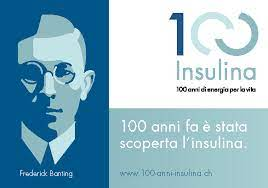 100
Insulina
100 anni di energia per la vita
100 anni fa è stata
scoperta l'insulina.
Frederick Banting
www.100-anni-insulina.ch